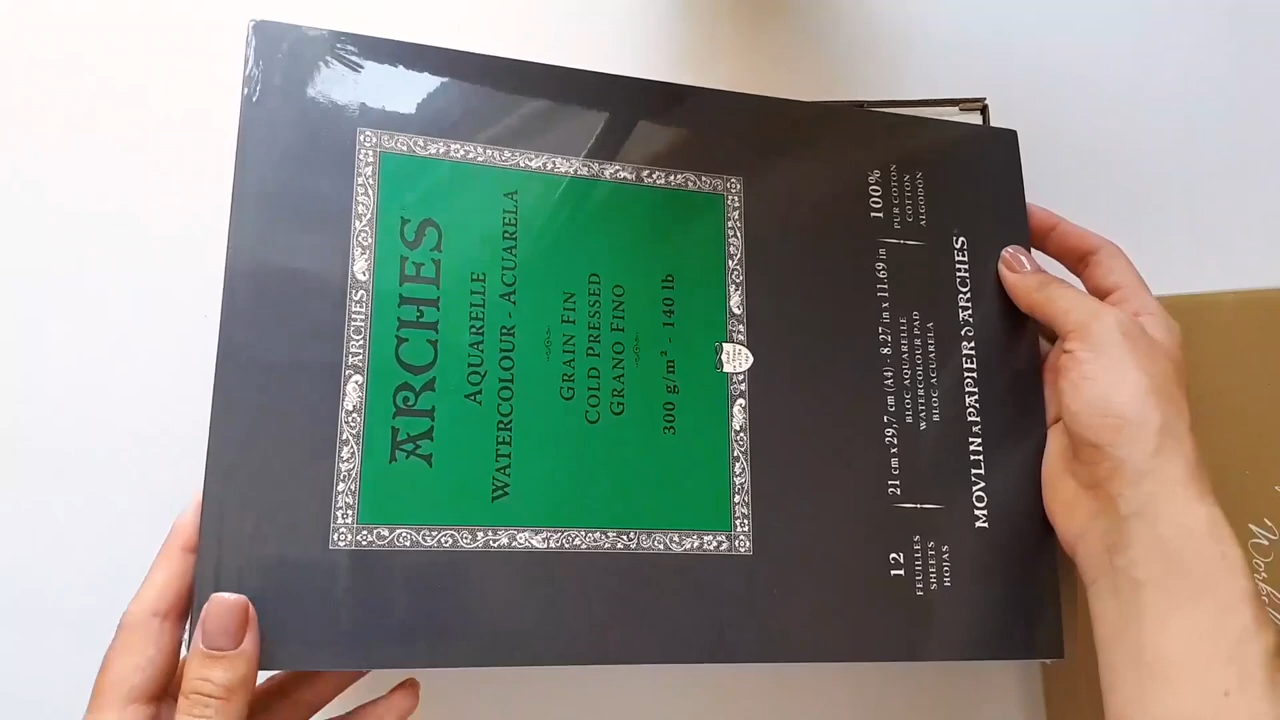 ARCHES
ARCHES
AQUARELLE
WATERCOLOUR - ACUARELA
GRAIN FIN
COLD PRESSED
GRANO FINO
300 g/m² - 140 lb
12
FEUILLES
SHEETS
HOJAS
21 cm x 29,7 cm (A4) - 8.27 in x 11.69 in
BLOC AQUARELLE
WATERCOLOUR PAD
BLOC ACUARELA
100%
PUR COTON
COTTON
ALGODÓN
MOVLIN A PAPIER D'ARCHES®